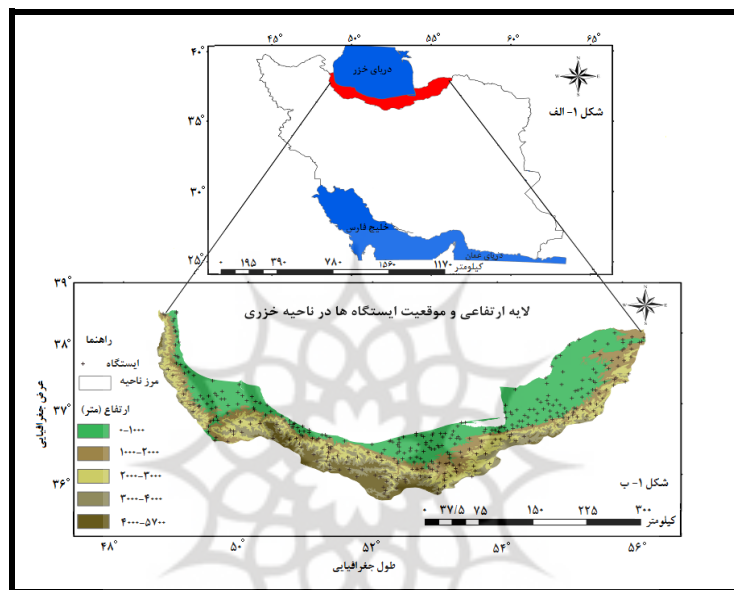 ۴۵° ۵۰° ۵۵° ۶۰° ۶۵°
۴۰°
دریای خزر
N
W E
S
شکل ۱- الف
۳۵°
۳۰°
خلیج فارس
دریای عمان
۲۵°
۰ ۱۹۵ ۳۹۰ ۷۸۰ ۱۵۶۰ ۱۱۷۰
کیلومتر
۳۹°
لایه ارتفاعی و موقعیت ایستگاه ها در ناحیه خزری
راهنما
۳۸°
ایستگاه
مرز ناحیه
۳۷°
عرض جغرافیایی
ارتفاع (متر)
۰-۱۰۰۰
۱۰۰۰-۲۰۰۰
۲۰۰۰-۳۰۰۰
۳۰۰۰-۴۰۰۰
۴۰۰۰-۵۷۰۰
۳۶°
شکل ۱- ب
۰ ۳۷/۵ ۷۵ ۱۵۰ ۲۲۵ ۳۰۰
کیلومتر
۴۸° ۵۰° ۵۲° ۵۴° ۵۶°
طول جغرافیایی